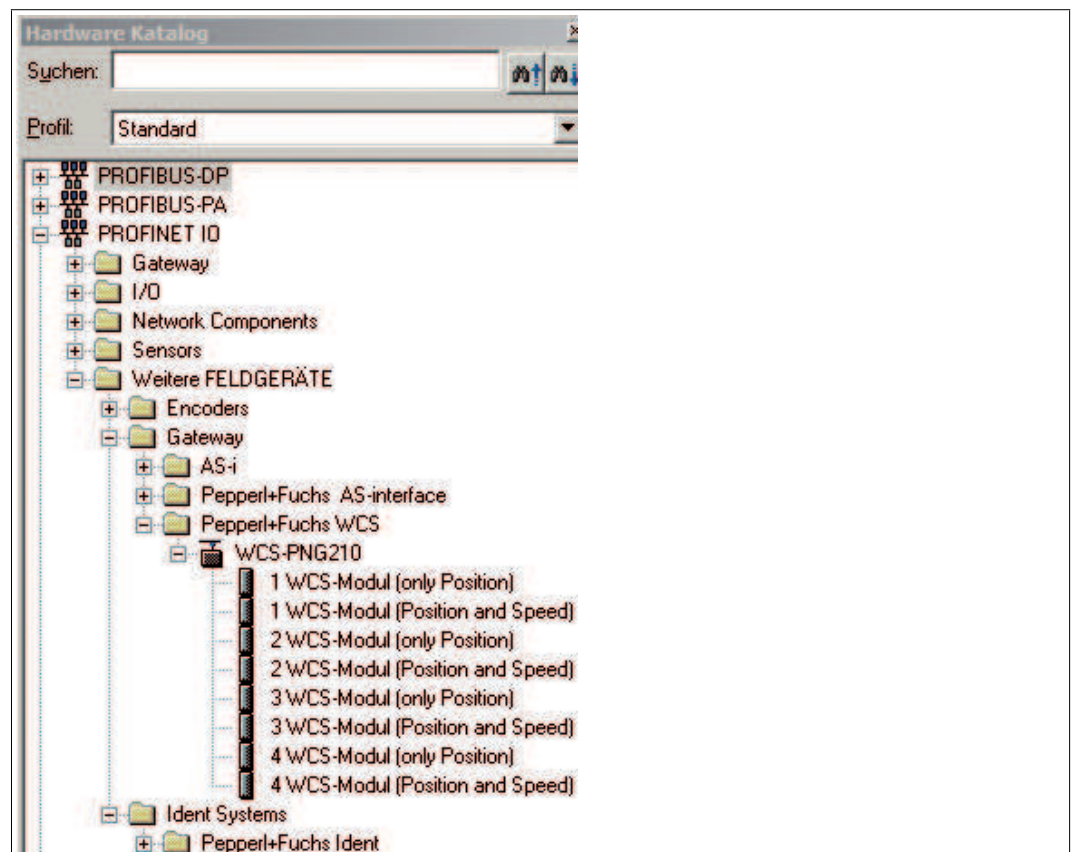 Hardware Katalog
Suchen:
Profil: Standard
PROFIBUS-DP
PROFIBUS-PA
PROFINET IO
Gateway
I/O
Network Components
Sensors
Weitere FELDGERÄTE
Encoders
Gateway
AS-i
Pepperl+Fuchs AS-interface
Pepperl+Fuchs WCS
WCS-PNG210
1 WCS-Modul (only Position)
1 WCS-Modul (Position and Speed)
2 WCS-Modul (only Position)
2 WCS-Modul (Position and Speed)
3 WCS-Modul (only Position)
3 WCS-Modul (Position and Speed)
4 WCS-Modul (only Position)
4 WCS-Modul (Position and Speed)
Ident Systems
Pepperl+Fuchs Ident